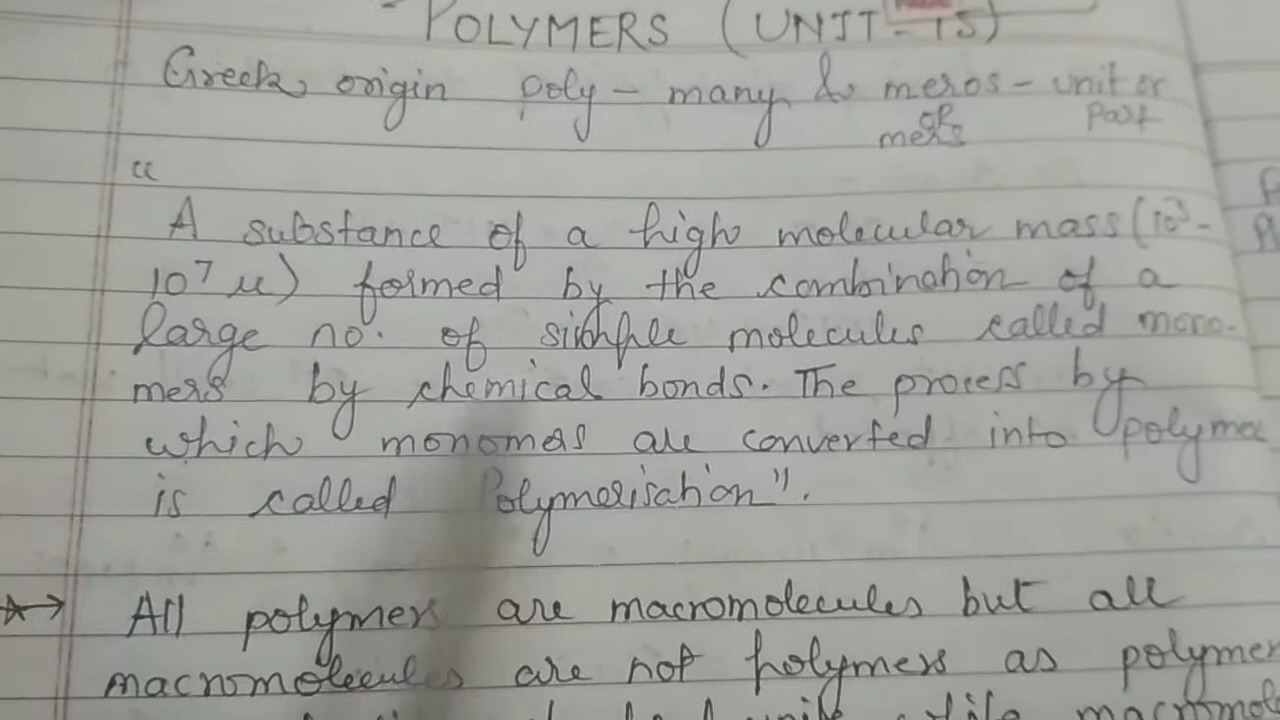 POLYMERS (UNIT-15)
Greek origin poly - many & meros - unit or
or part
mers
"
A substance of a high molecular mass (10³-
10⁷ u) formed by the combination of a
large no. of simple molecules called mono-
mers by chemical bonds. The process by
which monomers are converted into polymer
is called Polymerisation".
All polymers are macromolecules but all
macromolecules are not polymers as polymer